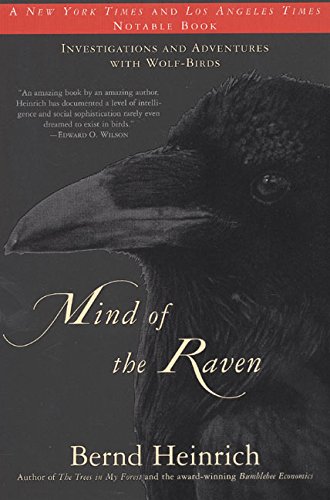 A New York Times and Los Angeles Times
Notable Book
Investigations and Adventures
with Wolf-Birds
"An amazing book by an amazing author,
Heinrich has documented a level of intelli-
gence and social sophistication rarely even
dreamed to exist in birds."
—Edward O. Wilson
Mind of
the Raven
Bernd Heinrich
Author of The Trees in My Forest and the award-winning Bumblebee Economics